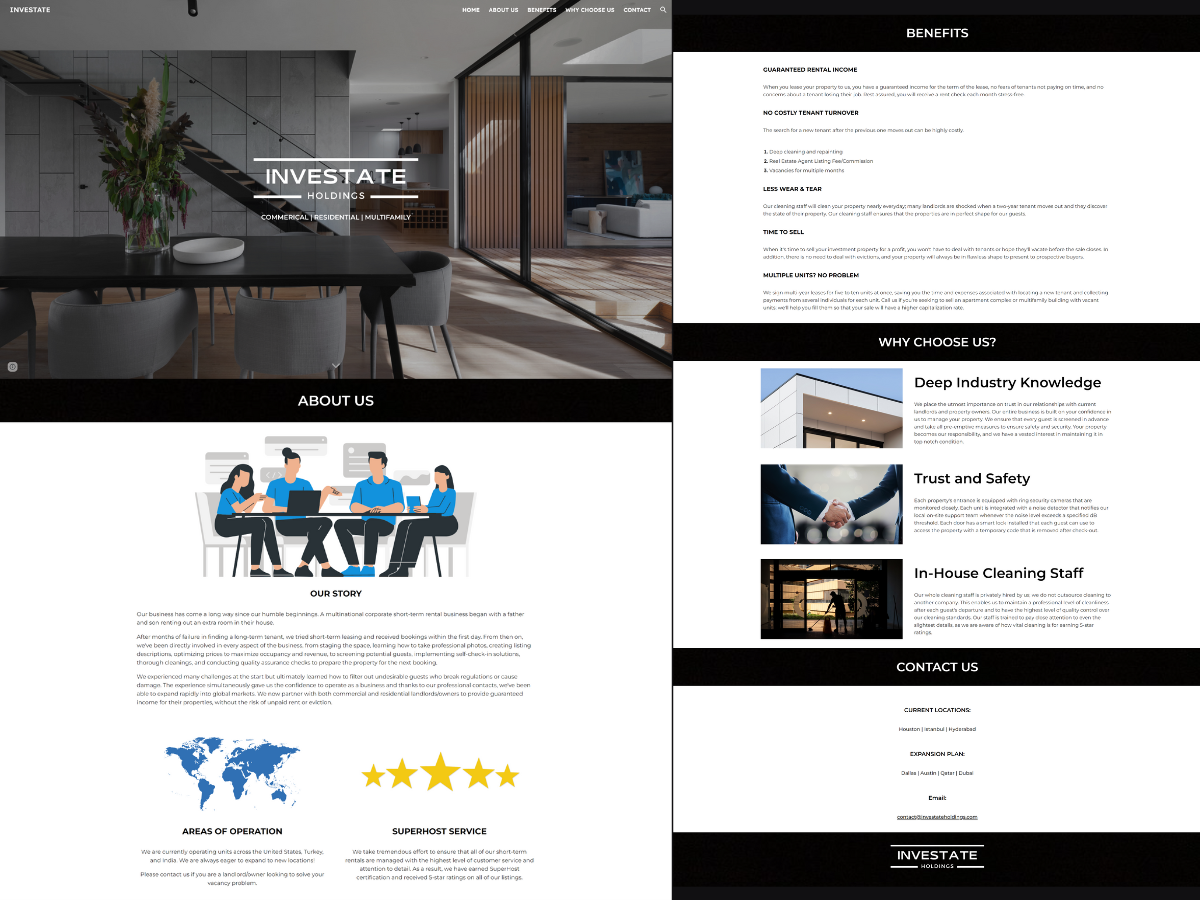 INVESTATE
HOME ABOUT US BENEFITS WHY CHOOSE US CONTACT
INVESTATE
HOLDINGS
COMMERICAL | RESIDENTIAL | MULTIFAMILY
ABOUT US
OUR STORY
Our business has come a long way since our humble beginnings. A multinational corporate short-term rental business began with a father
and son renting out an extra room in their house.
After months of failure in finding a long-term tenant, we tried short-term leasing and received bookings within the first day. From then on,
we've been directly involved in every aspect of the business, from staging the space, learning how to take professional photos, creating listing
descriptions, optimizing prices to maximize occupancy and revenue, to screening potential guests, implementing self-check-in solutions,
thorough cleanings, and conducting quality assurance checks to prepare the property for the next booking.
We experienced many challenges at the start but ultimately learned how to filter out undesirable guests who break regulations or cause
damage. The experience simultaneously gave us the confidence to operate as a business and thanks to our professional contacts, we've been
able to expand rapidly into global markets. We now partner with both commercial and residential landlords/owners to provide guaranteed
income for their properties, without the risk of unpaid rent or eviction.
AREAS OF OPERATION
We are currently operating units across the United States, Turkey,
and India. We are always eager to expand to new locations!
Please contact us if you are a landlord/owner looking to solve your
vacancy problem.
SUPERHOST SERVICE
We take tremendous effort to ensure that all of our short-term
rentals are managed with the highest level of customer service and
attention to detail. As a result, we have earned SuperHost
certification and received 5-star ratings on all of our listings.
BENEFITS
GUARANTEED RENTAL INCOME
When you lease your property to us, you have a guaranteed income for the term of the lease, no fears of tenants not paying on time, and no
concerns about a tenant losing their job. Rest assured, you will receive a rent check each month stress-free.
NO COSTLY TENANT TURNOVER
The search for a new tenant after the previous one moves out can be highly costly.
1. Deep cleaning and repainting
2. Real Estate Agent Listing Fee/Commission
3. Vacancies for multiple months
LESS WEAR & TEAR
Our cleaning staff will clean your property nearly everyday; many landlords are shocked when a two-year tenant moves out and they discover
the state of their property. Our cleaning staff ensures that the properties are in perfect shape for our guests.
TIME TO SELL
When it's time to sell your investment property for a profit, you won't have to deal with tenants or hope they'll vacate before the sale closes. In
addition, there is no need to deal with evictions, and your property will always be in flawless shape to present to prospective buyers.
MULTIPLE UNITS? NO PROBLEM
We sign multi-year leases for five to ten units at once, saving you the time and expenses associated with locating a new tenant and collecting
payments from several individuals for each unit. Call us if you're seeking to sell an apartment complex or multifamily building with vacant
units; we'll help you fill them so that your sale will have a higher capitalization rate.
WHY CHOOSE US?
Deep Industry Knowledge
We place the utmost importance on trust in our relationships with current
landlords and property owners. Our entire business is built on your confidence in
us to manage your property. We ensure that every guest is screened in advance
and take all pre-emptive measures to ensure safety and security. Your property
becomes our responsibility, and we have a vested interest in maintaining it in
top-notch condition.
Trust and Safety
Each property's entrance is equipped with ring security cameras that are
monitored closely. Each unit is integrated with a noise detector that notifies our
local on-site support team whenever the noise level exceeds a specified dB
threshold. Each door has a smart lock installed that each guest can use to
access the property with a temporary code that is removed after check-out.
In-House Cleaning Staff
Our whole cleaning staff is privately hired by us; we do not outsource cleaning to
another company. This enables us to maintain a professional level of cleanliness
after each guest's departure and to have the highest level of quality control over
our cleaning standards. Our staff is trained to pay close attention to even the
slightest details, as we are aware of how vital cleaning is for earning 5-star
ratings.
CONTACT US
CURRENT LOCATIONS:
Houston | Istanbul | Hyderabad
EXPANSION PLAN:
Dallas | Austin | Qatar | Dubai
Email:
contact@investateholdings.com
INVESTATE
HOLDINGS